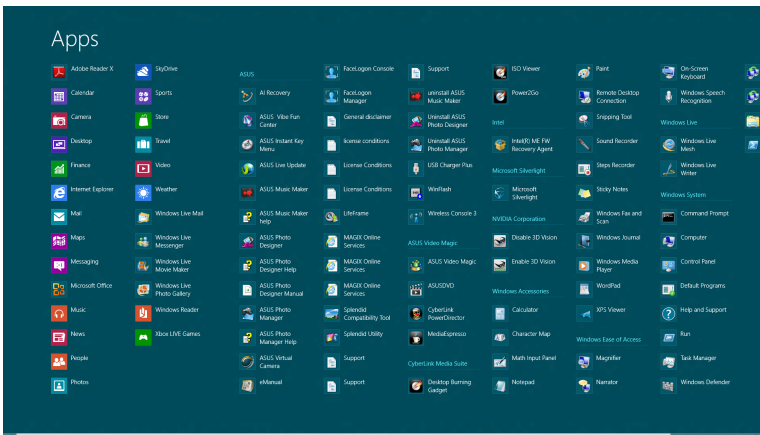 Apps
Adobe Reader X
Calendar
Camera
Desktop
Finance
Internet Explorer
Mail
Maps
Messaging
Microsoft Office
Music
News
People
Photos
SkyDrive
Sports
Store
Travel
Video
Weather
Windows Live Mail
Windows Live
Messenger
Windows Live
Movie Maker
Windows Live
Photo Gallery
Windows Reader
Xbox LIVE Games
ASUS
AI Recovery
ASUS Vibe Fun
Center
ASUS Instant Key
Menu
ASUS Live Update
ASUS Music Maker
ASUS Music Maker
help
ASUS Photo
Designer
ASUS Photo
Designer Help
ASUS Photo
Designer Manual
ASUS Photo
Manager
ASUS Photo
Manager Help
ASUS Virtual
Camera
eManual
FaceLogon Console
FaceLogon
Manager
General disclaimer
license conditions
License Conditions
License Conditions
LifeFrame
MAGIX Online
Services
MAGIX Online
Services
MAGIX Online
Services
Splendid
Compatibility Tool
Splendid Utility
Support
Support
Support
uninstall ASUS
Music Maker
Uninstall ASUS
Photo Designer
Uninstall ASUS
Photo Manager
USB Charger Plus
WinFlash
Wireless Console 3
ASUS Video Magic
ASUS Video Magic
ASUSDVD
CyberLink
PowerDirector
MediaEspresso
CyberLink Media Suite
Desktop Burning
Gadget
ISO Viewer
Power2Go
Intel
Intel(R) ME FW
Recovery Agent
Microsoft Silverlight
Microsoft
Silverlight
NVIDIA Corporation
Disable 3D Vision
Enable 3D Vision
Windows Accessories
Calculator
Character Map
Math Input Panel
Notepad
Paint
Remote Desktop
Connection
Snipping Tool
Sound Recorder
Steps Recorder
Sticky Notes
Windows Fax and
Scan
Windows Journal
Windows Media
Player
WordPad
XPS Viewer
Windows Ease of Access
Magnifier
Narrator
On-Screen
Keyboard
Windows Speech
Recognition
Windows Live
Windows Live
Mesh
Windows Live
Writer
Windows System
Command Prompt
Computer
Control Panel
Default Programs
Help and Support
Run
Task Manager
Windows Defender